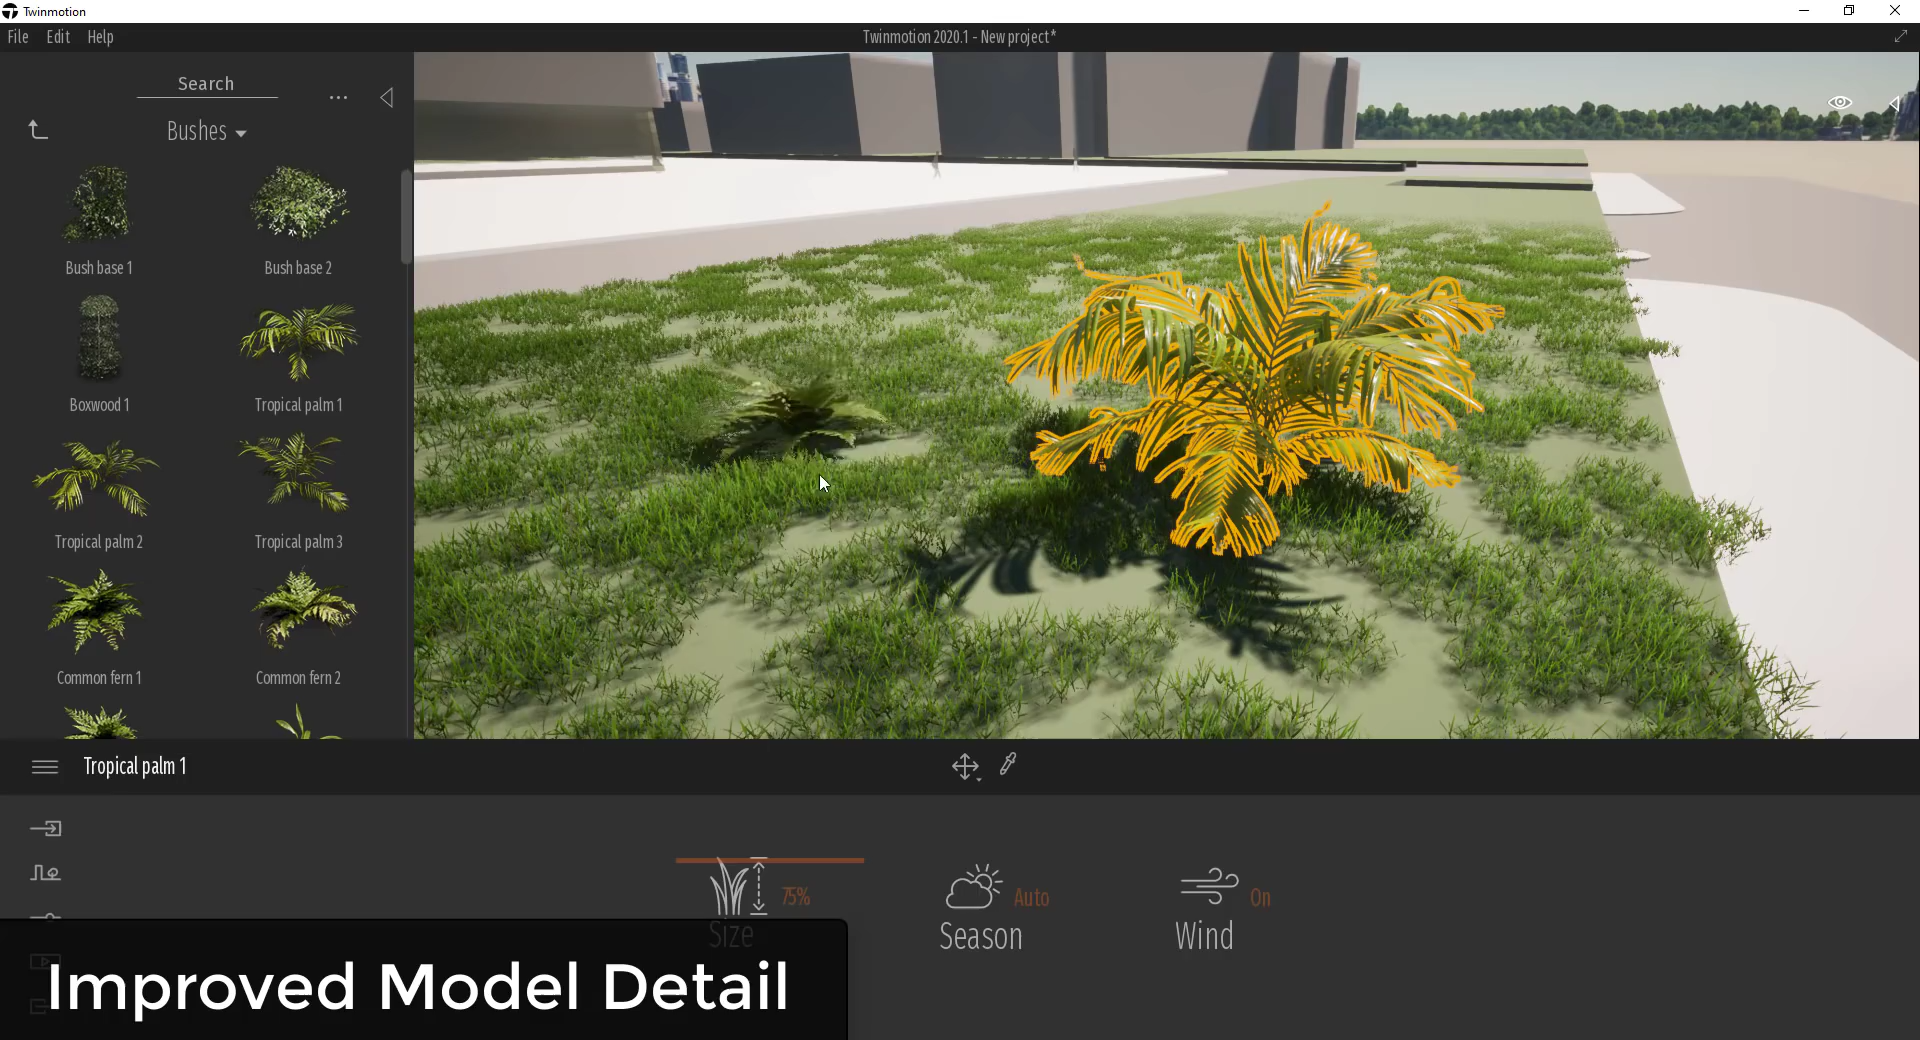 Twinmotion
File Edit Help
Twinmotion 2020.1 - New project*
Search
...
Bushes
Bush base 1
Bush base 2
Boxwood 1
Tropical palm 1
Tropical palm 2
Tropical palm 3
Common fern 1
Common fern 2
Tropical palm 1
75%
Size
Auto
Season
On
Wind
Improved Model Detail